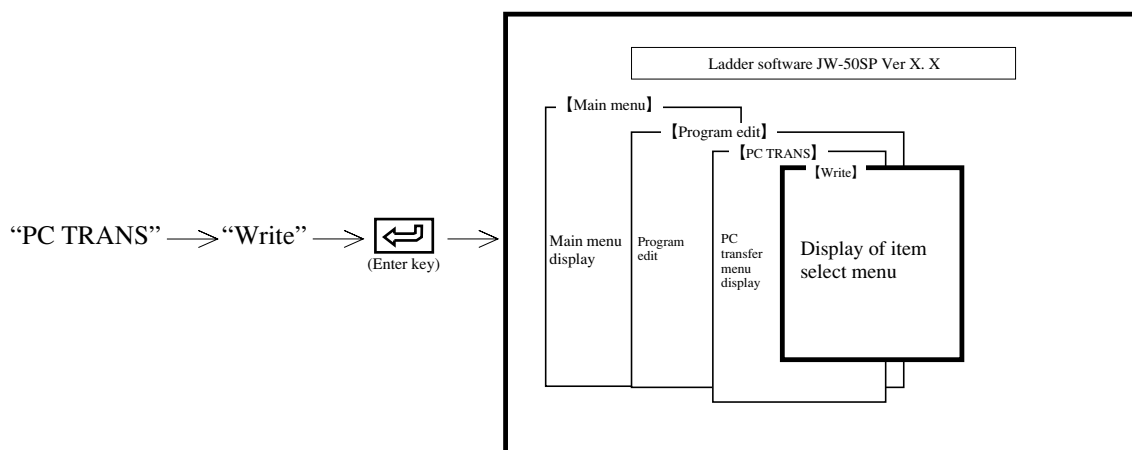 Ladder software JW-50SP Ver X. X
【Main menu】
【Program edit】
【PC TRANS】
【Write】
“PC TRANS” “Write”
(Enter key)
Main menu
display
Program
edit
PC
transfer
menu
display
Display of item
select menu